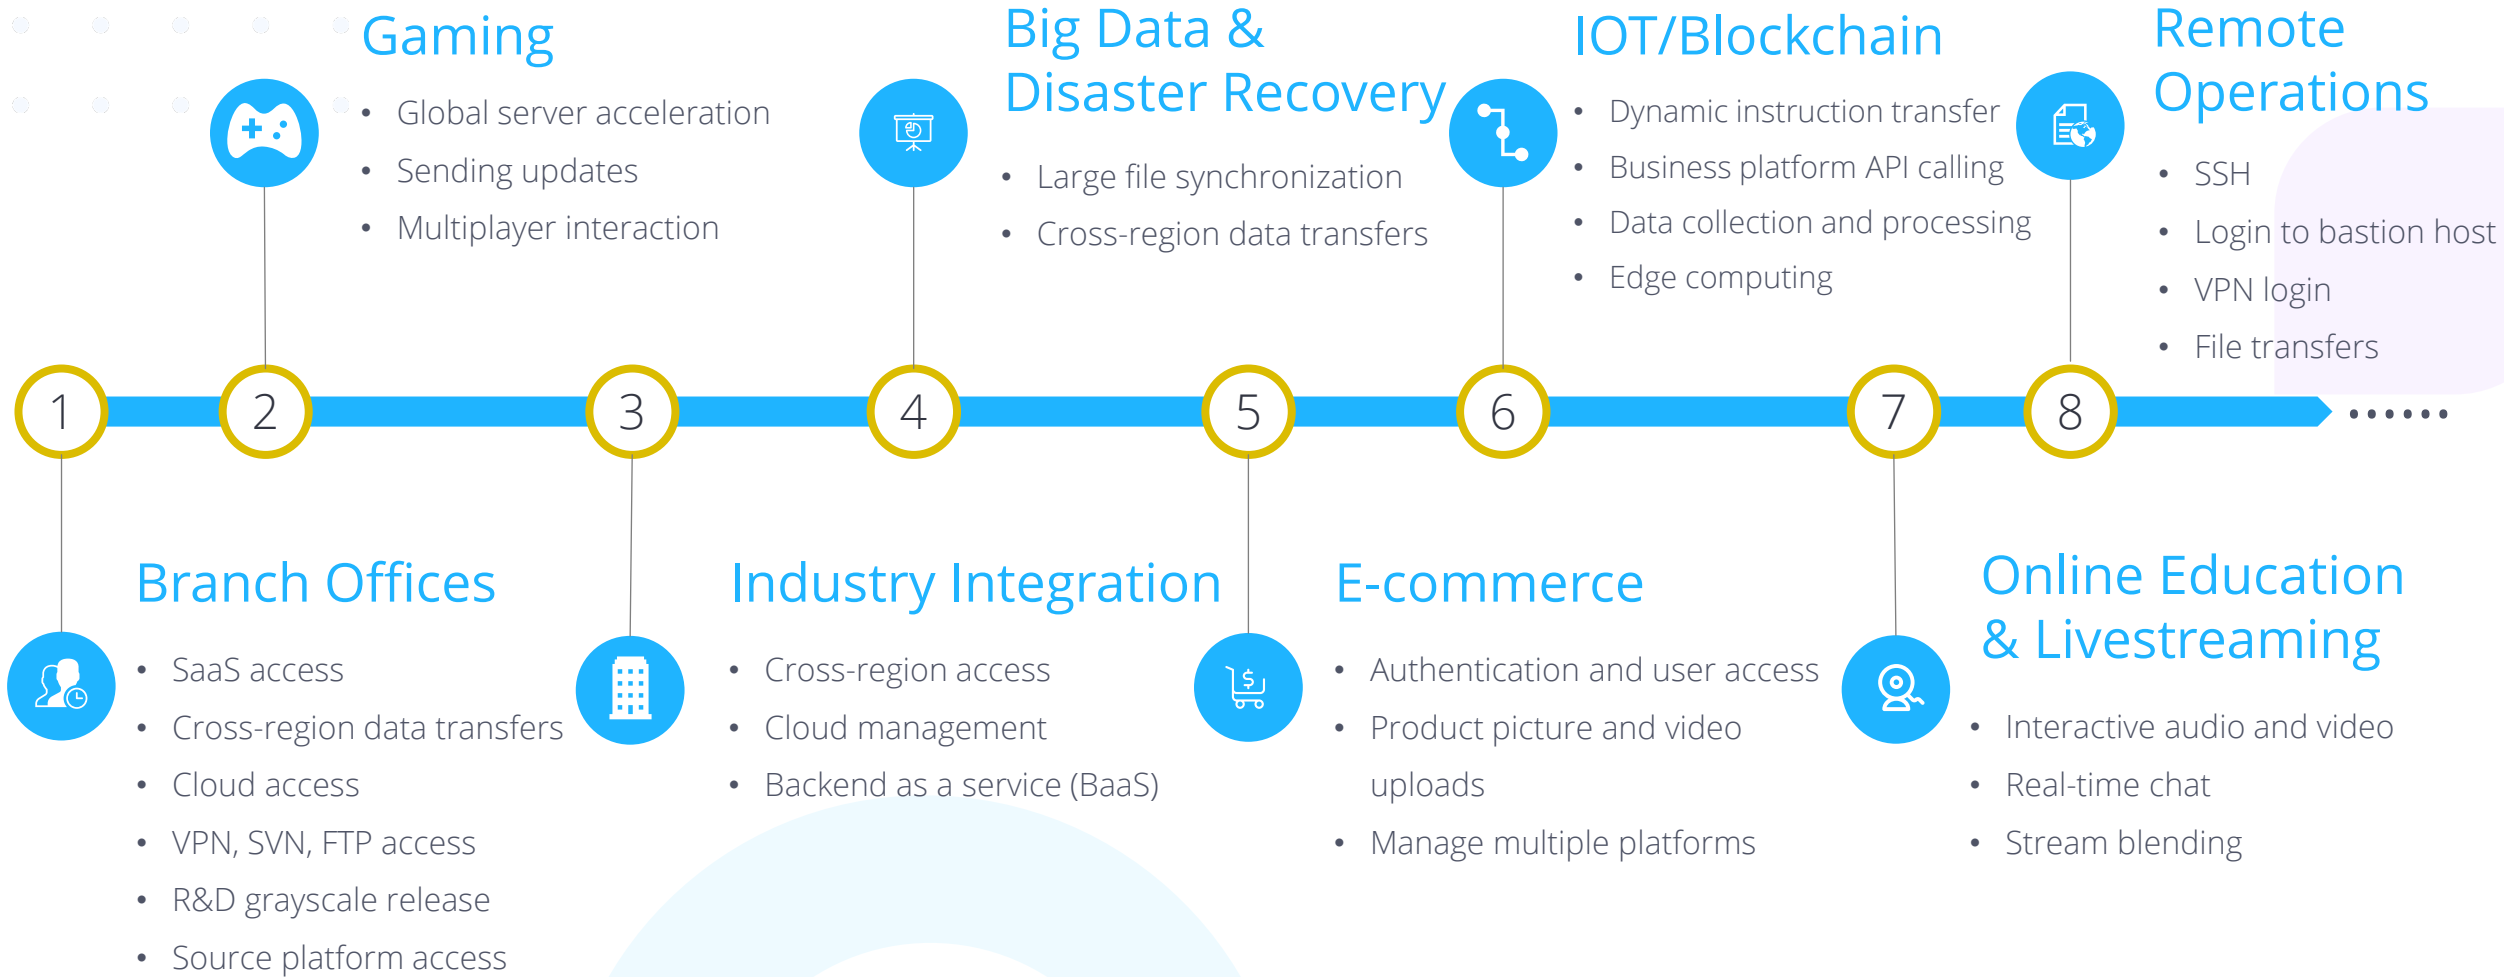 Gaming
• Global server acceleration
• Sending updates
• Multiplayer interaction
Big Data &
Disaster Recovery
• Large file synchronization
• Cross-region data transfers
IOT/Blockchain
• Dynamic instruction transfer
• Business platform API calling
• Data collection and processing
• Edge computing
Remote
Operations
• SSH
• Login to bastion host
• VPN login
• File transfers
1 2 3 4 5 6 7 8 ······
Branch Offices
• SaaS access
• Cross-region data transfers
• Cloud access
• VPN, SVN, FTP access
• R&D grayscale release
• Source platform access
Industry Integration
• Cross-region access
• Cloud management
• Backend as a service (BaaS)
E-commerce
• Authentication and user access
• Product picture and video
uploads
• Manage multiple platforms
Online Education
& Livestreaming
• Interactive audio and video
• Real-time chat
• Stream blending